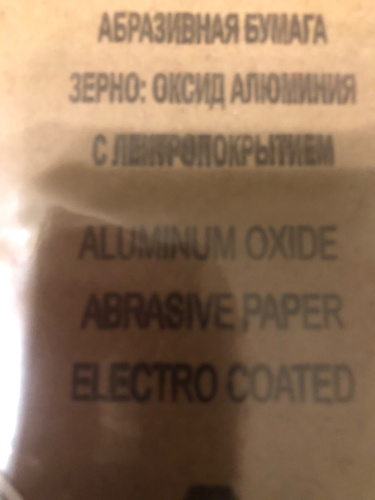 АБРАЗИВНАЯ БУМАГА
ЗЕРНО: ОКСИД АЛЮМИНИЯ
С
ALUMINUM OXIDE
ABRASIVE PAPER
ELECTRO COATED